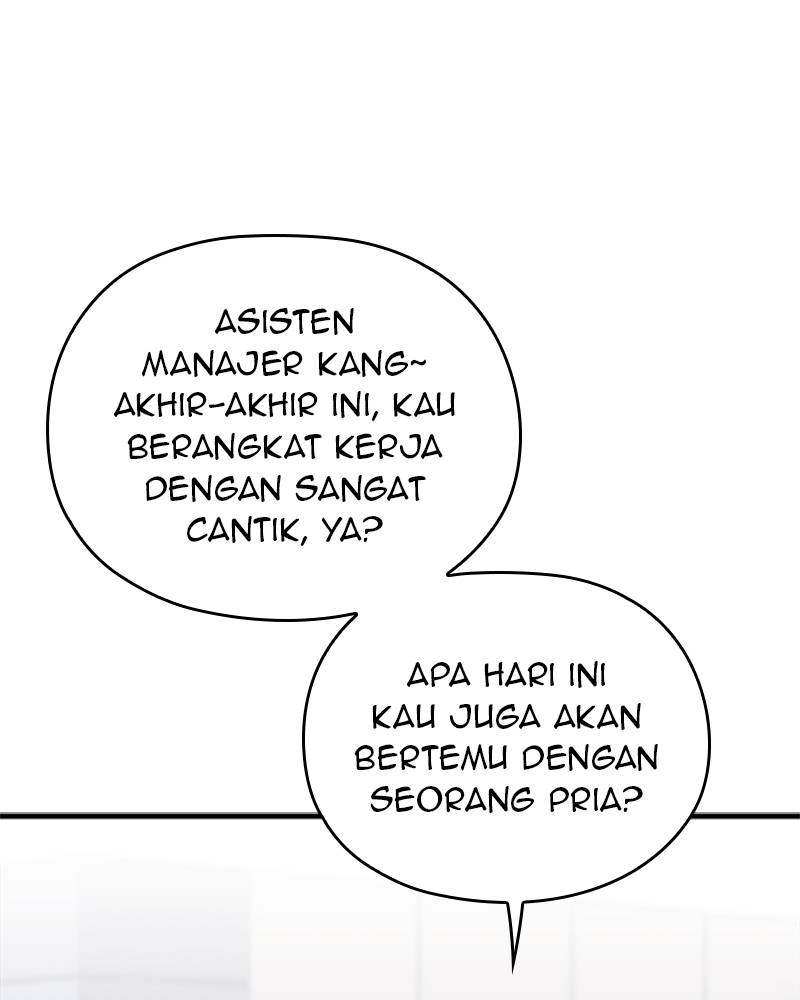 ASISTEN
MANAJER KANG~
AKHIR-AKHIR INI, KAU
BERANGKAT KERJA
DENGAN SANGAT
CANTIK, YA?
APA HARI INI
KAU JUGA AKAN
BERTEMU DENGAN
SEORANG PRIA?